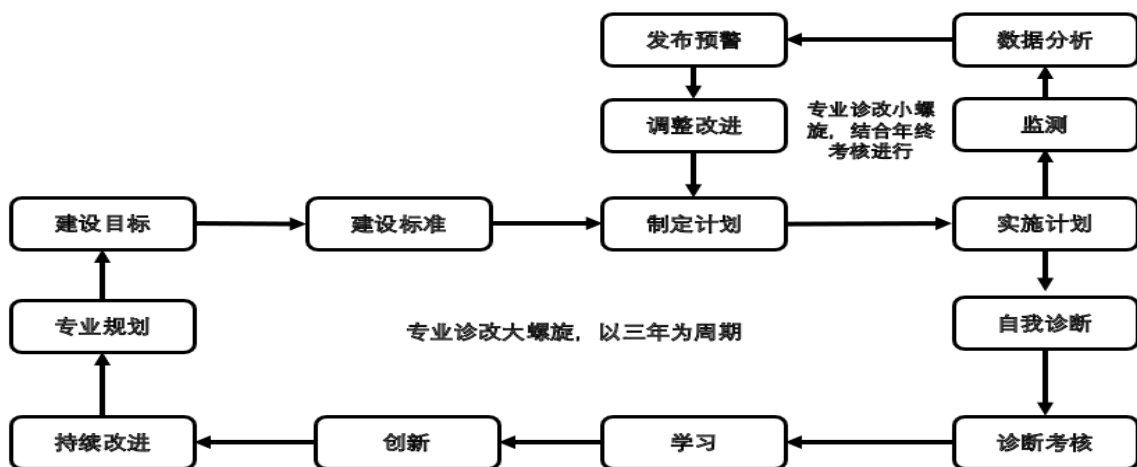 发布预警
数据分析
调整改进
专业诊改小螺
旋，结合年终
考核进行
监测
建设目标
建设标准
制定计划
实施计划
专业规划
专业诊改大螺旋，以三年为周期
自我诊断
持续改进
创新
学习
诊断考核